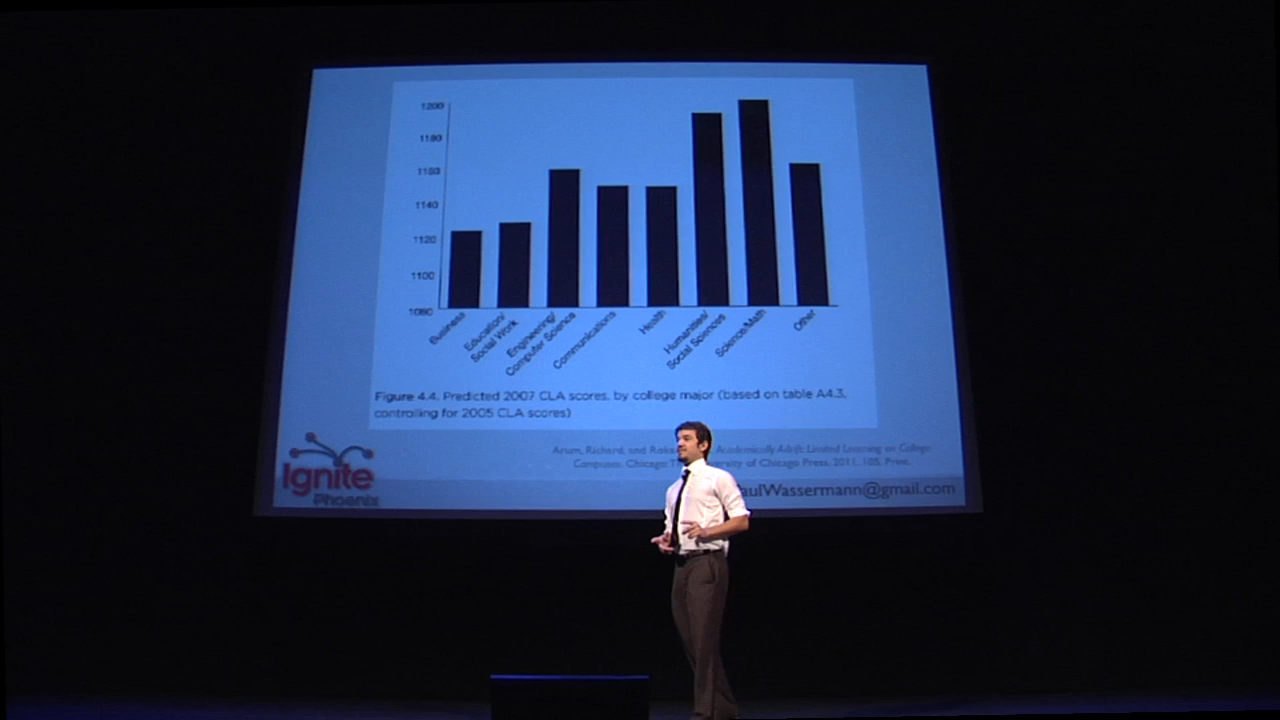 1200
1180
1160
1140
1120
1100
1080
Business
Education/
Social Work
Engineering/
Computer Science
Communications
Health
Humanities/
Social Sciences
Science/Math
Other
Figure 4.4. Predicted 2007 CLA scores, by college major (based on table A4.3,
controlling for 2005 CLA scores)
Arum, Richard, and Academically Adrift: Limited Learning on College
Campuses. Chicago: of Chicago Press, 2011. 105. Print.
Ignite
Phoenix
aulWassermann@gmail.com